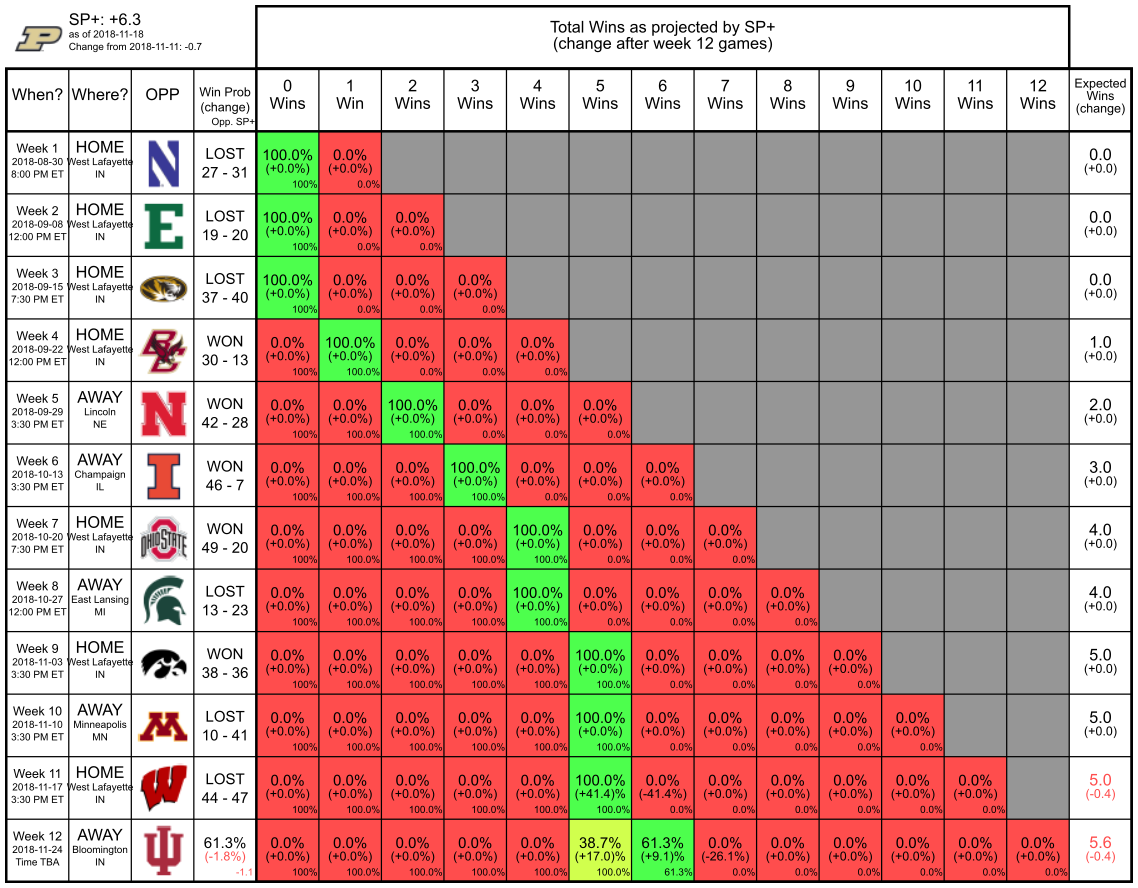 SP+: +6.3
as of 2018-11-18
Change from 2018-11-11: -0.7
Total Wins as projected by SP+
(change after week 12 games)
When? Where? OPP Win Prob (change) Opp. SP+ 0 Wins 1 Win 2 Wins 3 Wins 4 Wins 5 Wins 6 Wins 7 Wins 8 Wins 9 Wins 10 Wins 11 Wins 12 Wins Expected Wins (change)
Week 1 HOME N LOST 100.0% 0.0% 0.0
2018-08-30 West Lafayette 27 - 31 (+0.0%) (+0.0%) (+0.0)
8:00 PM ET IN 100% 0.0%
Week 2 HOME E LOST 100.0% 0.0% 0.0% 0.0
2018-09-08 West Lafayette 19 - 20 (+0.0%) (+0.0%) (+0.0%) (+0.0)
12:00 PM ET IN 100% 0.0% 0.0%
Week 3 HOME LOST 100.0% 0.0% 0.0% 0.0% 0.0
2018-09-15 West Lafayette 37 - 40 (+0.0%) (+0.0%) (+0.0%) (+0.0%) (+0.0)
7:30 PM ET IN 100% 0.0% 0.0% 0.0%
Week 4 HOME BC WON 0.0% 100.0% 0.0% 0.0% 0.0% 1.0
2018-09-22 West Lafayette 30 - 13 (+0.0%) (+0.0%) (+0.0%) (+0.0%) (+0.0%) (+0.0)
12:00 PM ET IN 100% 100.0% 0.0% 0.0% 0.0%
Week 5 AWAY N WON 0.0% 0.0% 100.0% 0.0% 0.0% 0.0% 2.0
2018-09-29 Lincoln 42 - 28 (+0.0%) (+0.0%) (+0.0%) (+0.0%) (+0.0%) (+0.0%) (+0.0)
3:30 PM ET NE 100% 100.0% 100.0% 0.0% 0.0% 0.0%
Week 6 AWAY I WON 0.0% 0.0% 0.0% 100.0% 0.0% 0.0% 0.0% 3.0
2018-10-13 Champaign 46 - 7 (+0.0%) (+0.0%) (+0.0%) (+0.0%) (+0.0%) (+0.0%) (+0.0%) (+0.0)
3:30 PM ET IL 100% 100.0% 100.0% 100.0% 0.0% 0.0% 0.0%
Week 7 HOME OHIO STATE WON 0.0% 0.0% 0.0% 0.0% 100.0% 0.0% 0.0% 0.0% 4.0
2018-10-20 West Lafayette 49 - 20 (+0.0%) (+0.0%) (+0.0%) (+0.0%) (+0.0%) (+0.0%) (+0.0%) (+0.0%) (+0.0)
7:30 PM ET IN 100% 100.0% 100.0% 100.0% 100.0% 0.0% 0.0% 0.0%
Week 8 AWAY LOST 0.0% 0.0% 0.0% 0.0% 100.0% 0.0% 0.0% 0.0% 0.0% 4.0
2018-10-27 East Lansing 13 - 23 (+0.0%) (+0.0%) (+0.0%) (+0.0%) (+0.0%) (+0.0%) (+0.0%) (+0.0%) (+0.0%) (+0.0)
12:00 PM ET MI 100% 100.0% 100.0% 100.0% 100.0% 0.0% 0.0% 0.0% 0.0%
Week 9 HOME WON 0.0% 0.0% 0.0% 0.0% 0.0% 100.0% 0.0% 0.0% 0.0% 0.0% 5.0
2018-11-03 West Lafayette 38 - 36 (+0.0%) (+0.0%) (+0.0%) (+0.0%) (+0.0%) (+0.0%) (+0.0%) (+0.0%) (+0.0%) (+0.0%) (+0.0)
3:30 PM ET IN 100% 100.0% 100.0% 100.0% 100.0% 100.0% 0.0% 0.0% 0.0% 0.0%
Week 10 AWAY M LOST 0.0% 0.0% 0.0% 0.0% 0.0% 100.0% 0.0% 0.0% 0.0% 0.0% 0.0% 5.0
2018-11-10 Minneapolis 10 - 41 (+0.0%) (+0.0%) (+0.0%) (+0.0%) (+0.0%) (+0.0%) (+0.0%) (+0.0%) (+0.0%) (+0.0%) (+0.0%) (+0.0)
3:30 PM ET MN 100% 100.0% 100.0% 100.0% 100.0% 100.0% 0.0% 0.0% 0.0% 0.0% 0.0%
Week 11 HOME W LOST 0.0% 0.0% 0.0% 0.0% 0.0% 100.0% 0.0% 0.0% 0.0% 0.0% 0.0% 0.0% 5.0
2018-11-17 West Lafayette 44 - 47 (+0.0%) (+0.0%) (+0.0%) (+0.0%) (+0.0%) (+41.4)% (-41.4%) (+0.0%) (+0.0%) (+0.0%) (+0.0%) (+0.0%) (-0.4)
3:30 PM ET IN 100% 100.0% 100.0% 100.0% 100.0% 100.0% 0.0% 0.0% 0.0% 0.0% 0.0% 0.0%
Week 12 AWAY 61.3% 0.0% 0.0% 0.0% 0.0% 0.0% 38.7% 61.3% 0.0% 0.0% 0.0% 0.0% 0.0% 0.0% 5.6
2018-11-24 Bloomington (-1.8%) (+0.0%) (+0.0%) (+0.0%) (+0.0%) (+0.0%) (+17.0)% (+9.1)% (-26.1%) (+0.0%) (+0.0%) (+0.0%) (+0.0%) (+0.0%) (-0.4)
Time TBA IN -1.1 100% 100.0% 100.0% 100.0% 100.0% 100.0% 61.3% 0.0% 0.0% 0.0% 0.0% 0.0% 0.0%